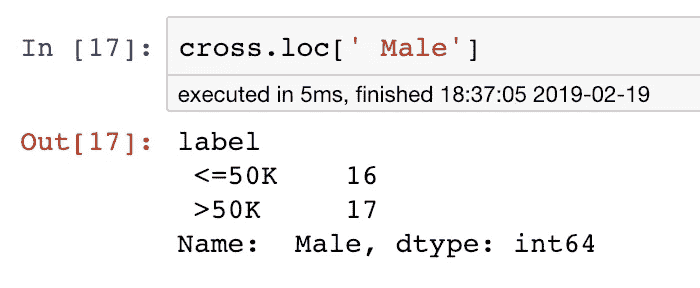 In [17]: cross.loc[' Male']
executed in 5ms, finished 18:37:05 2019-02-19
Out[17]: label
 <=50K    16
 >50K     17
Name:  Male, dtype: int64